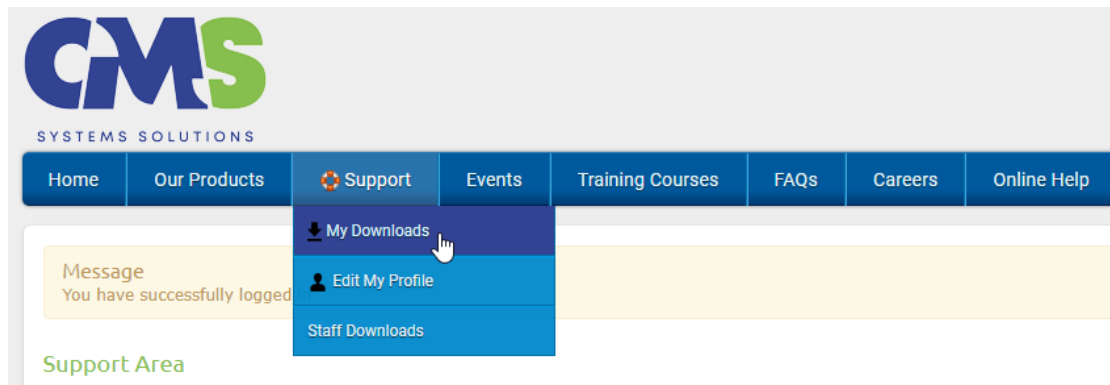 CMS
SYSTEMS SOLUTIONS
Home Our Products Support Events Training Courses FAQs Careers Online Help
My Downloads
Edit My Profile
Staff Downloads
Message
You have successfully logged
Support Area